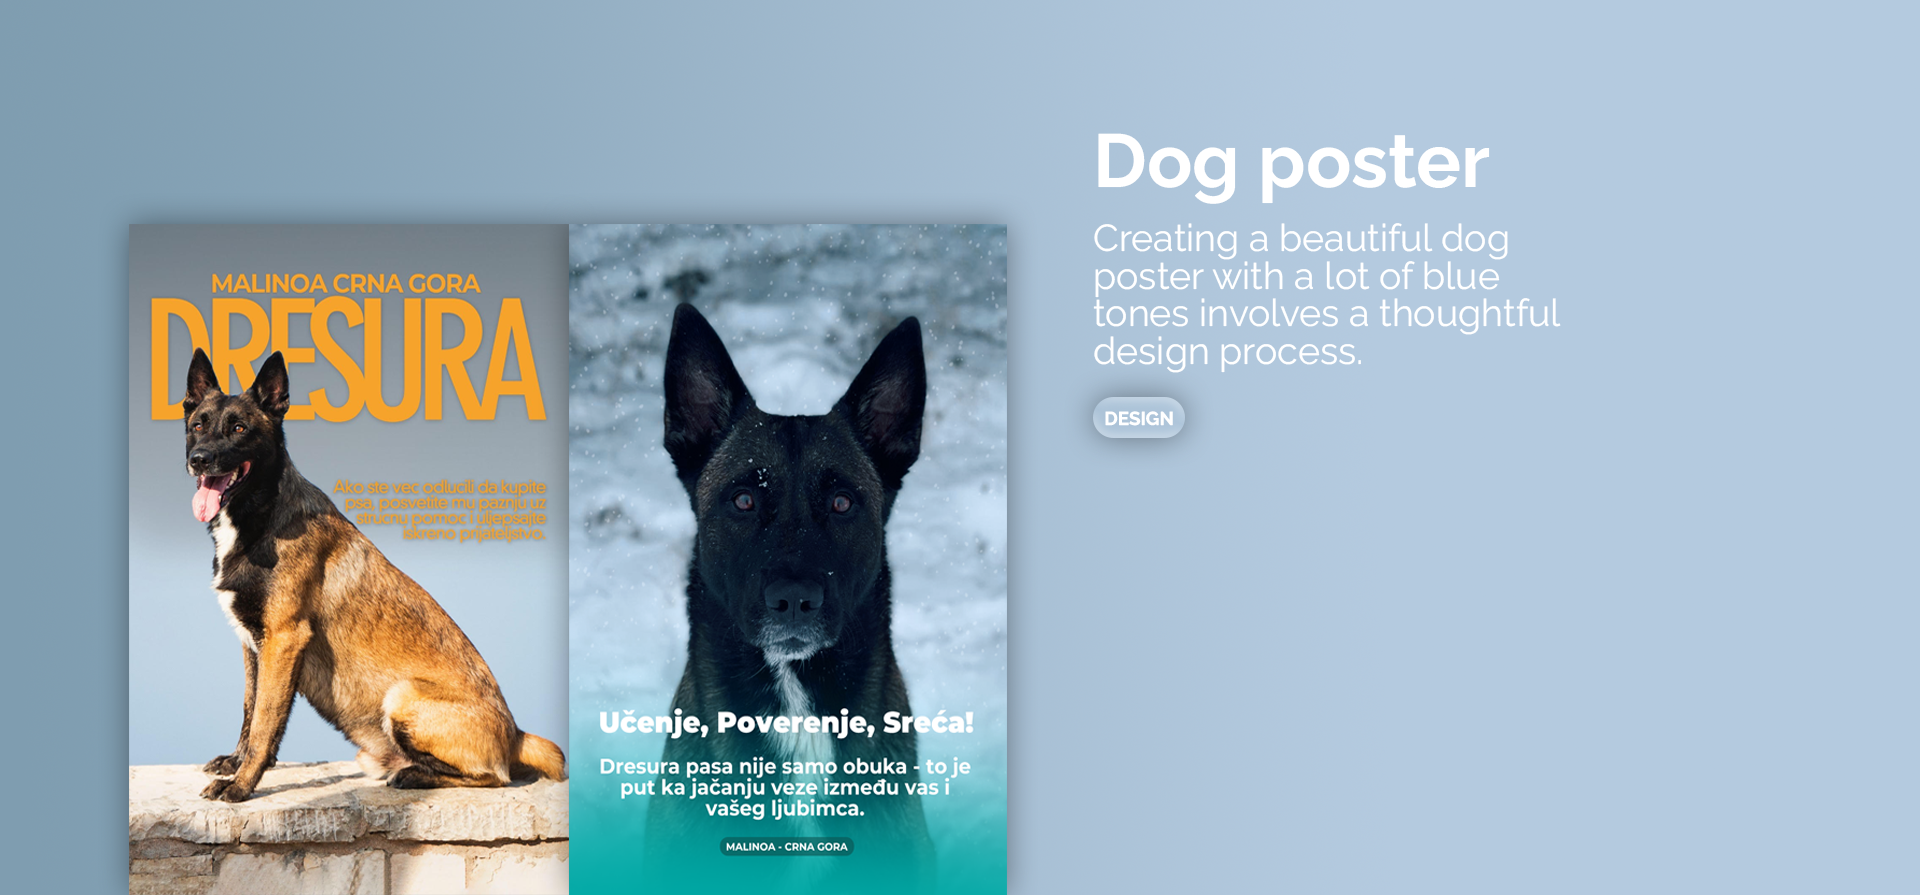 Dog poster
Creating a beautiful dog
poster with a lot of blue
tones involves a thoughtful
design process.
DESIGN
MALINOA CRNA GORA
DRESURA
Ako ste vec odlucili da kupite
psa, posvetite mu paznju uz
strucnu pomoc i uljepsajte
iskreno prijateljstvo.
Učenje, Poverenje, Sreća!
Dresura pasa nije samo obuka - to je
put ka jačanju veze između vas i
vašeg ljubimca.
MALINOA - CRNA GORA